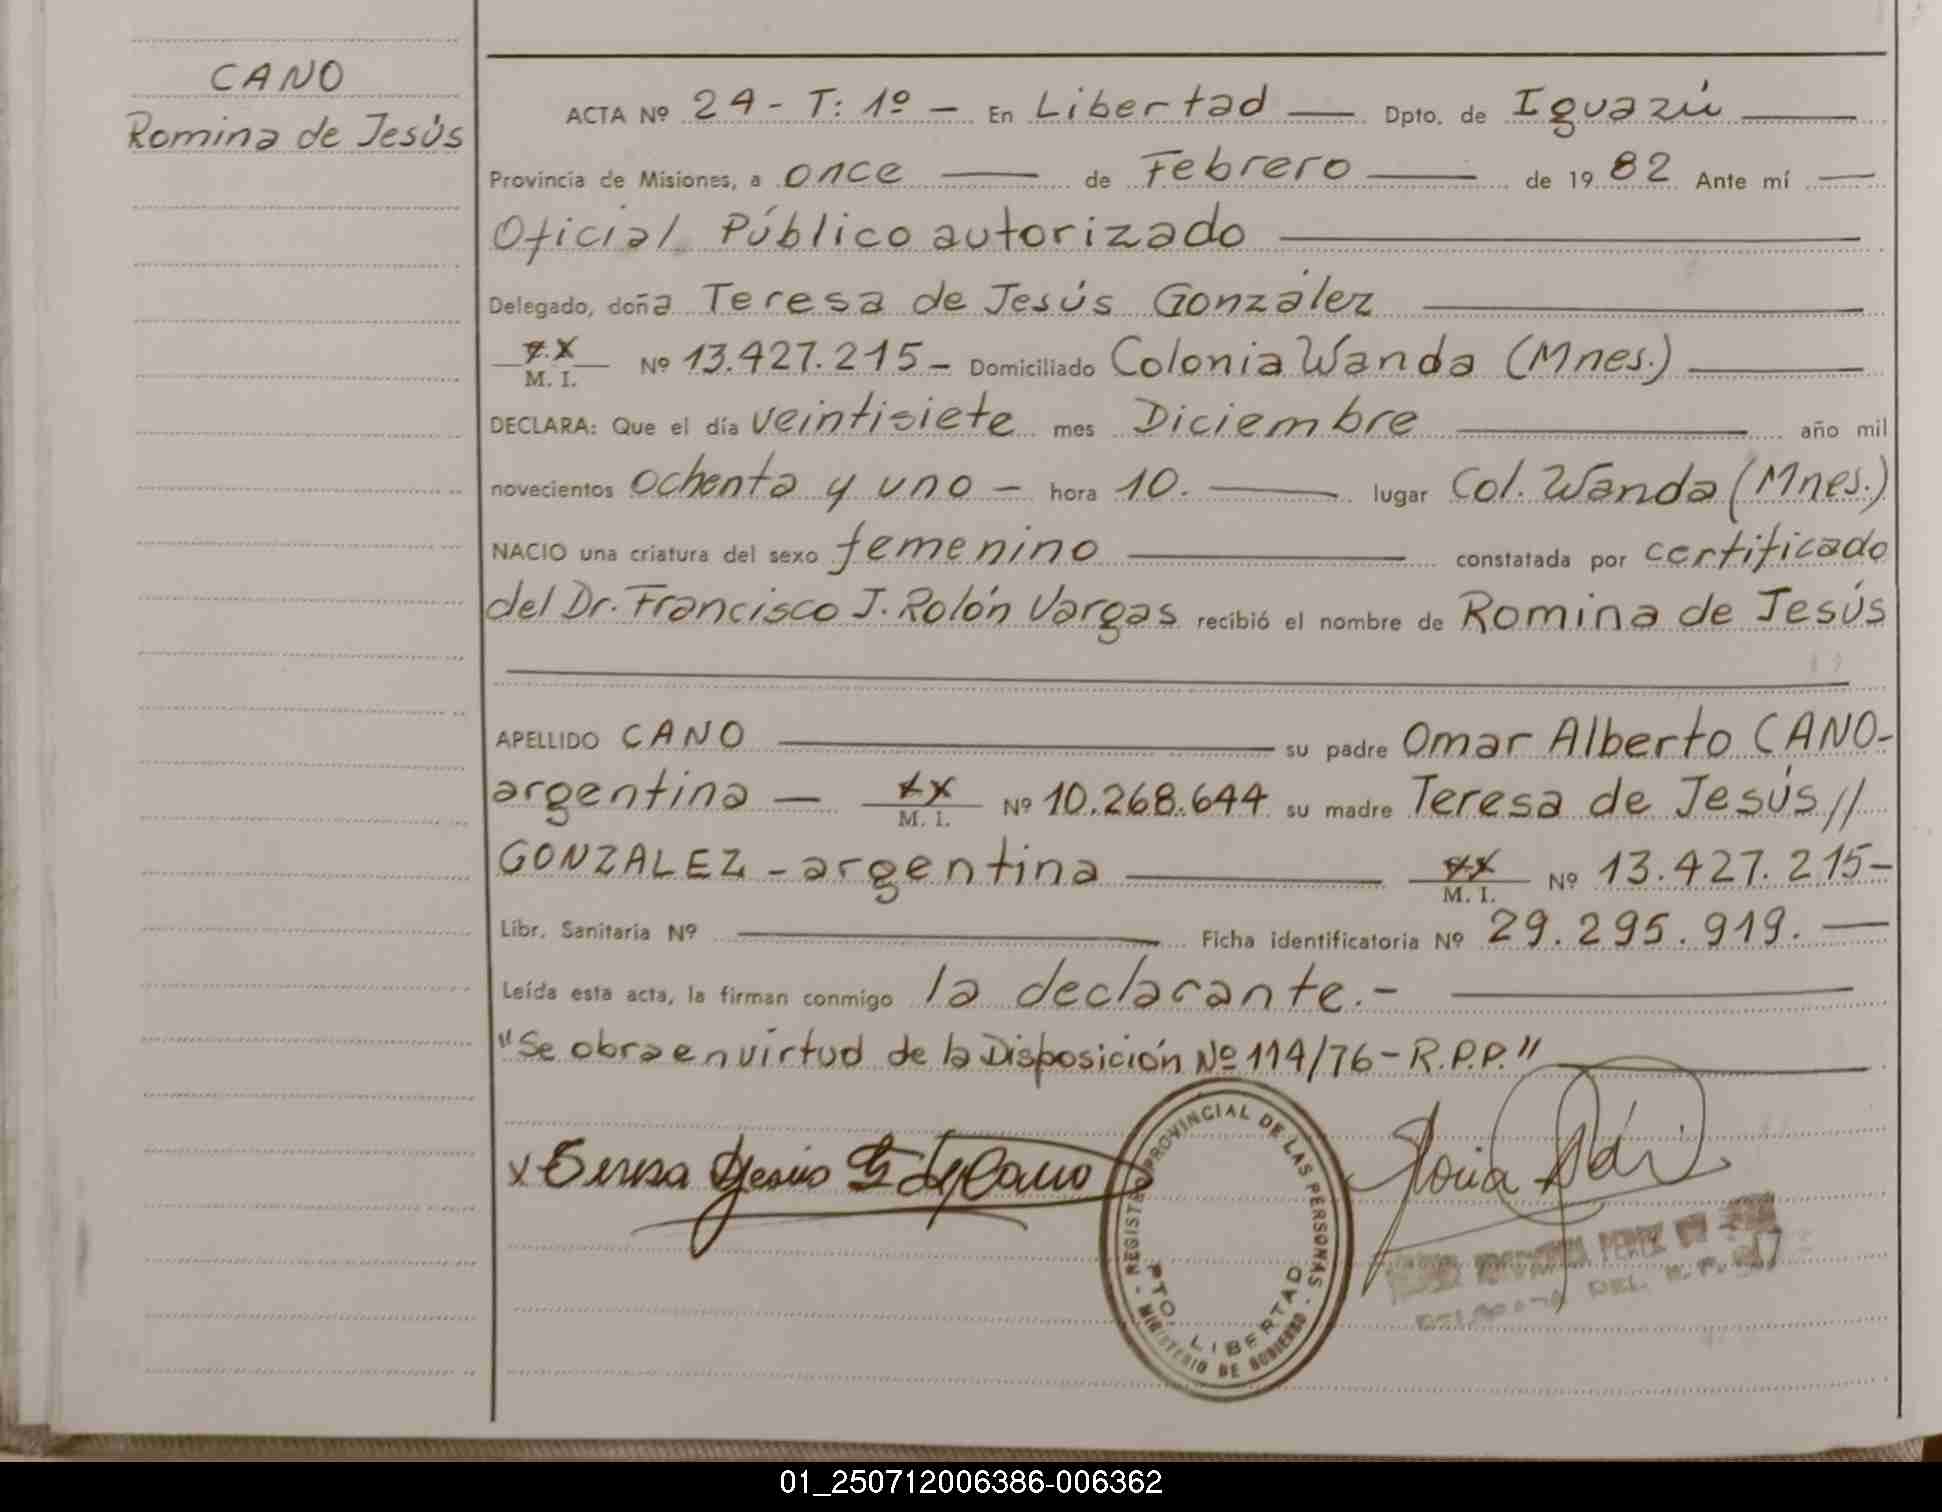 CANO
Romina de Jesús
ACTA Nº 24 - T: 1º - En Libertad Dpto. de Iguazú
Provincia de Misiones, a once de Febrero de 1982 Ante mí
Oficial Público autorizado
Delegado, doña Teresa de Jesús González
M. I. Nº 13.427.215 - Domiciliado Colonia Wanda (Mnes.)
DECLARA: Que el día veintisiete mes Diciembre año mil
novecientos ochenta y uno - hora 10. lugar Col. Wanda (Mnes.)
NACIO una criatura del sexo femenino constatada por certificado
del Dr. Francisco J. Rolón Vargas recibió el nombre de Romina de Jesús
APELLIDO CANO su padre Omar Alberto CANO-
argentina - M. I. Nº 10.268.644 su madre Teresa de Jesús//
GONZALEZ - argentina M. I. Nº 13.427.215-
Libr. Sanitaria Nº Ficha identificatoria Nº 29.295.919.
Leída esta acta, la firman conmigo la declarante.-
"Se obra en virtud de la Disposición Nº 114/76 - R.P.P."
x Teresa Jesús G de Cano
REGISTRO PROVINCIAL DE LAS PERSONAS
PTO. LIBERTAD
MINISTERIO DE GOBIERNO
PEREZ DE
DEL R. P.
01_250712006386-006362